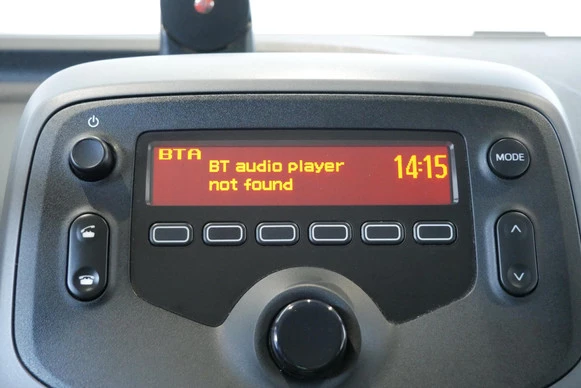 BTA
BT audio player
not found
14:15
MODE